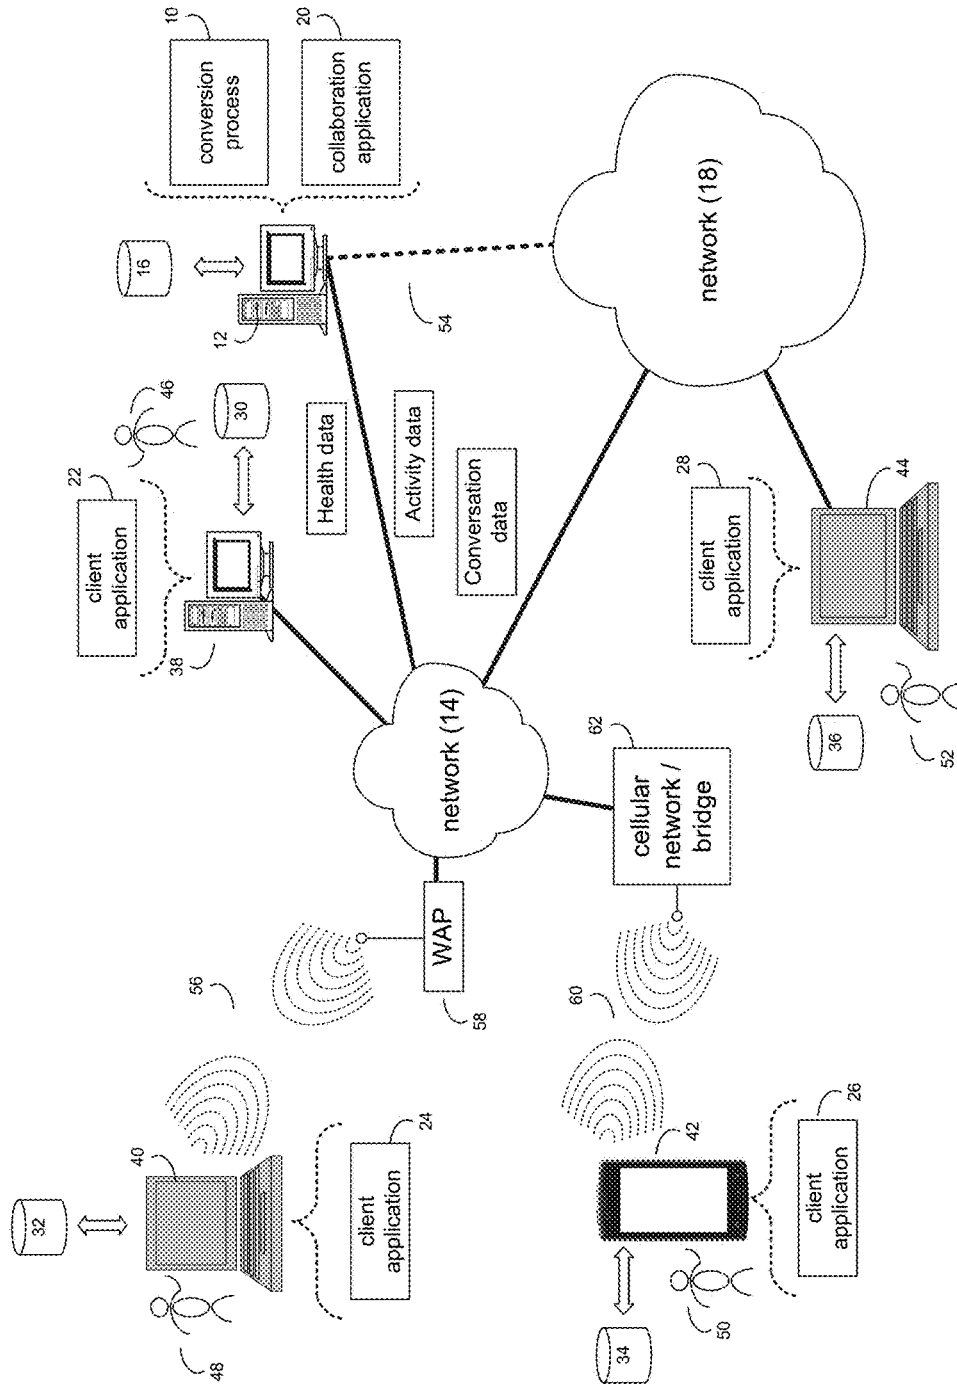 32
40
48
24
client
application
56
58
WAP
22
client
application
38
46
30
16
12
10
conversion
process
20
collaboration
application
network (14)
Health data
Activity data
Conversation
data
54
34
50
42
26
client
application
60
62
cellular
network /
bridge
36
52
28
client
application
44
network (18)